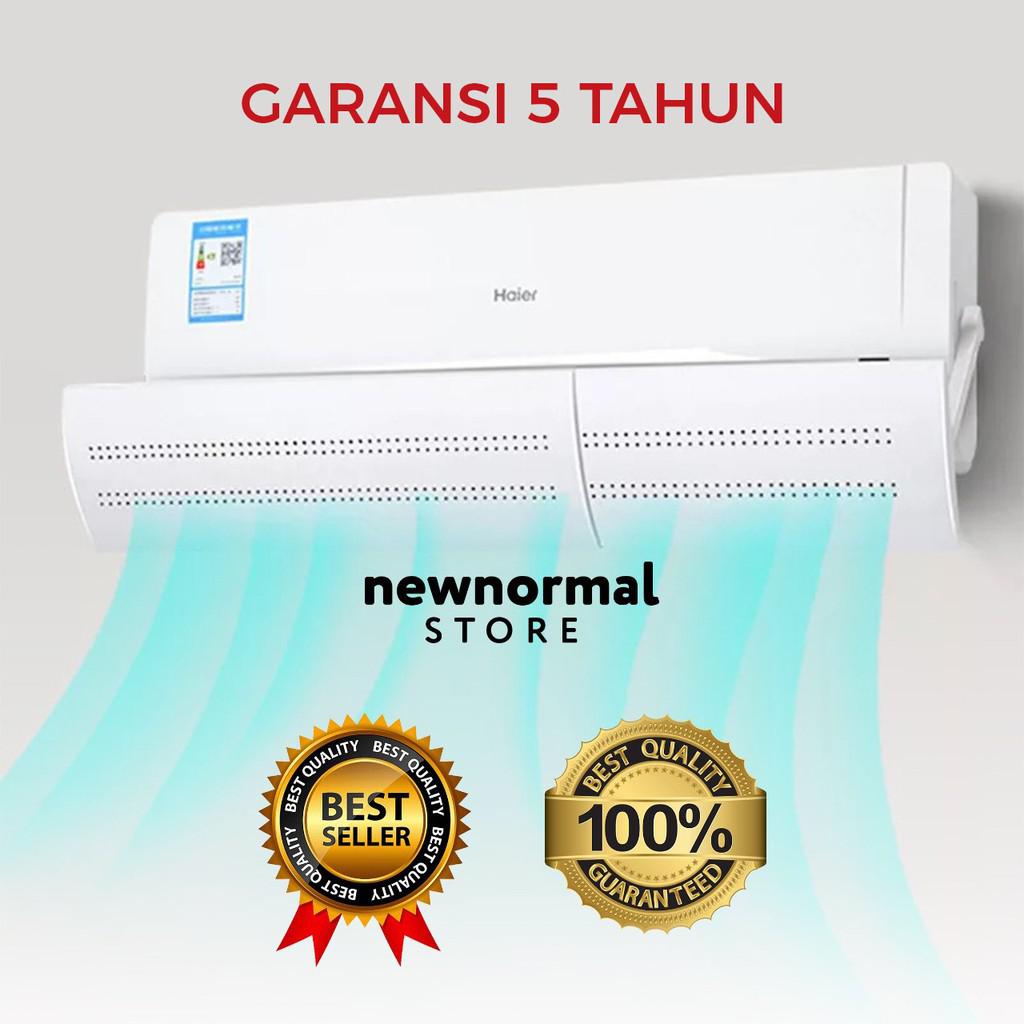 GARANSI 5 TAHUN
Haier
newnormal
STORE
BEST QUALITY BEST QUALITY BEST QUALITY BEST QUALITY
BEST
SELLER
BEST QUALITY
100%
GUARANTEED